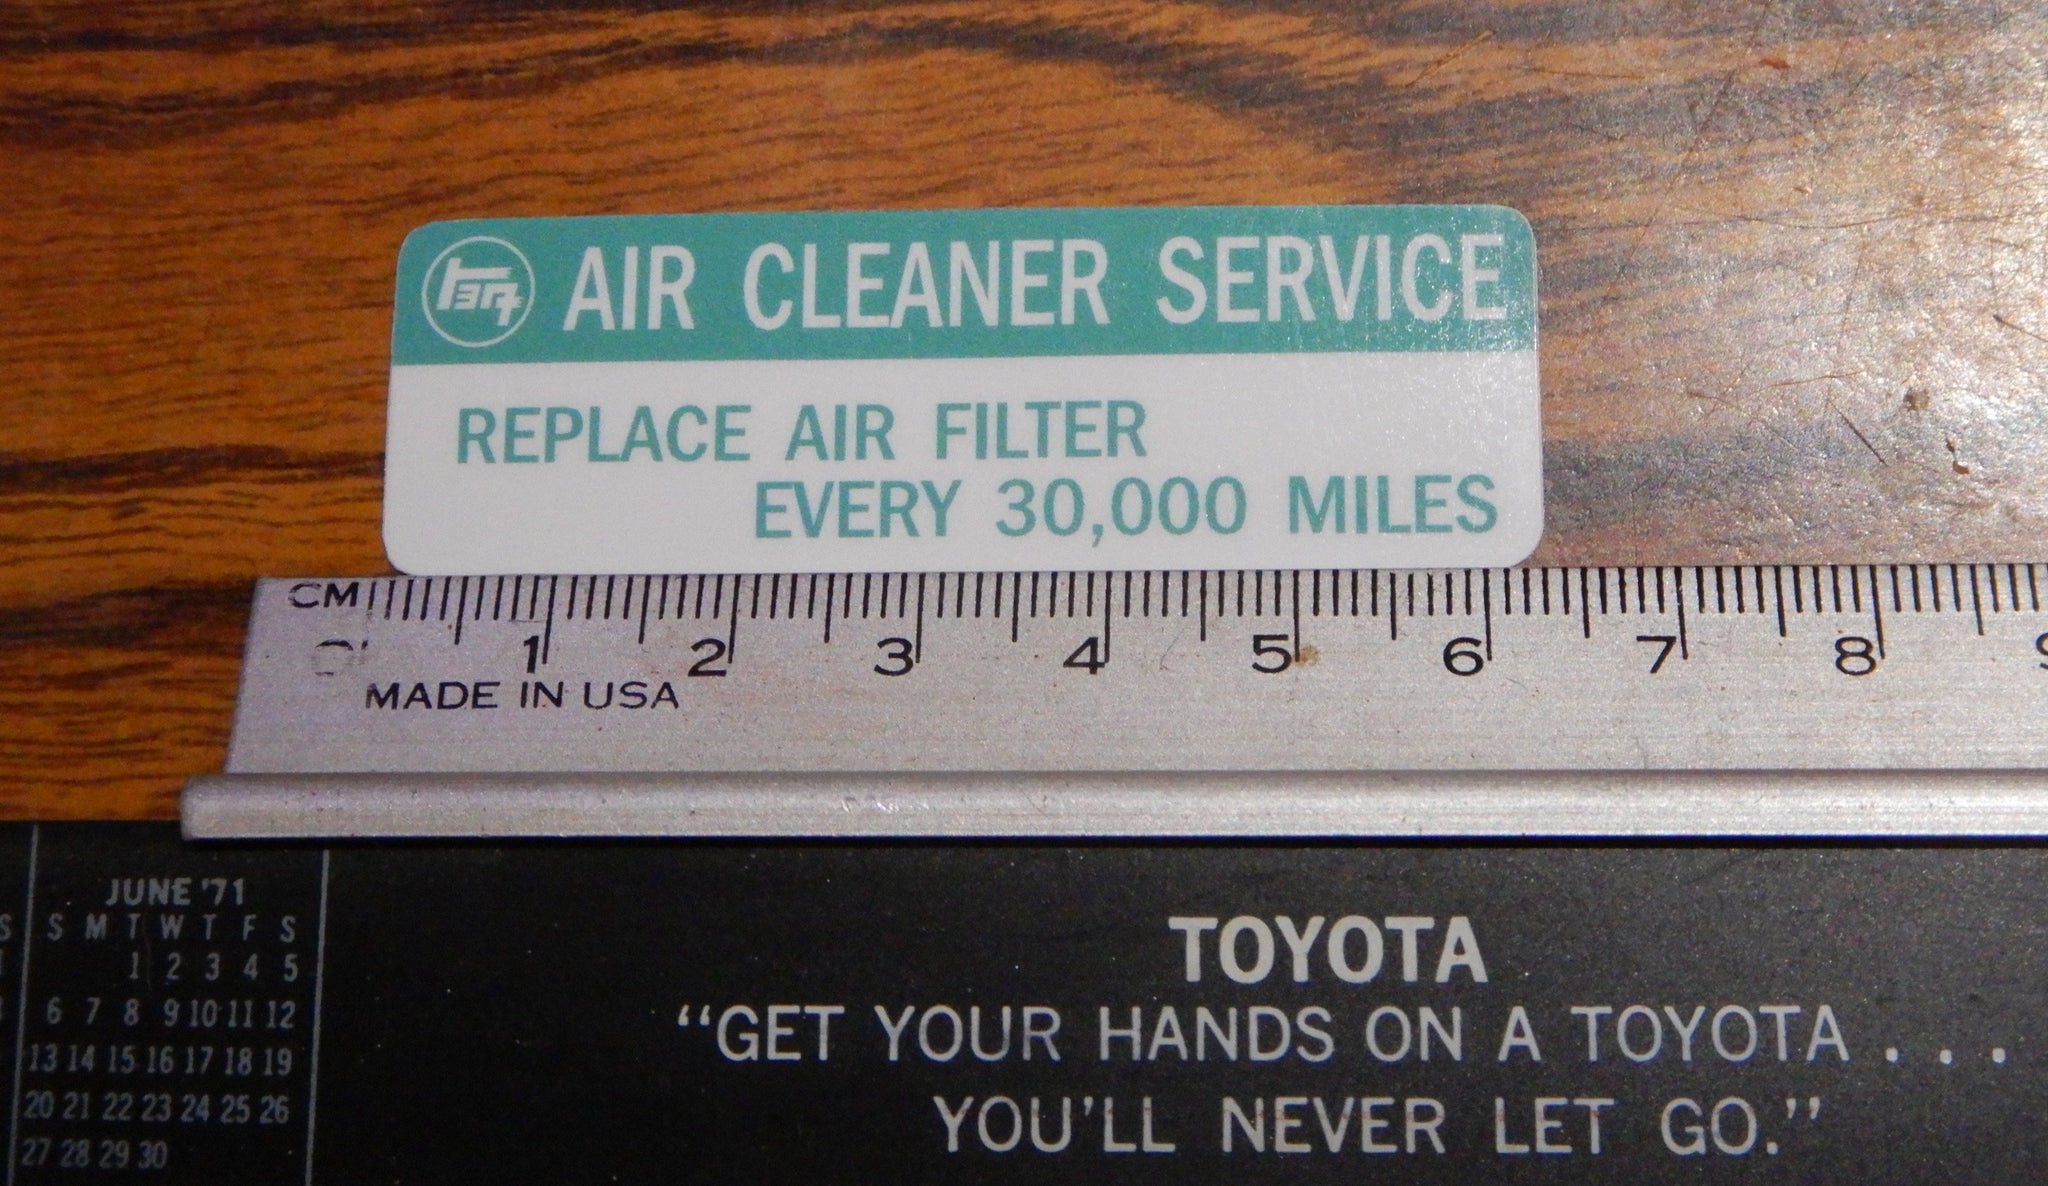 TEQ AIR CLEANER SERVICE
REPLACE AIR FILTER
EVERY 30,000 MILES
CM
1 2 3 4 5 6 7 8
MADE IN USA
JUNE '71
S M T W T F S
1 2 3 4 5
6 7 8 9 10 11 12
13 14 15 16 17 18 19
20 21 22 23 24 25 26
27 28 29 30
TOYOTA
“GET YOUR HANDS ON A TOYOTA . . .
YOU'LL NEVER LET GO.”